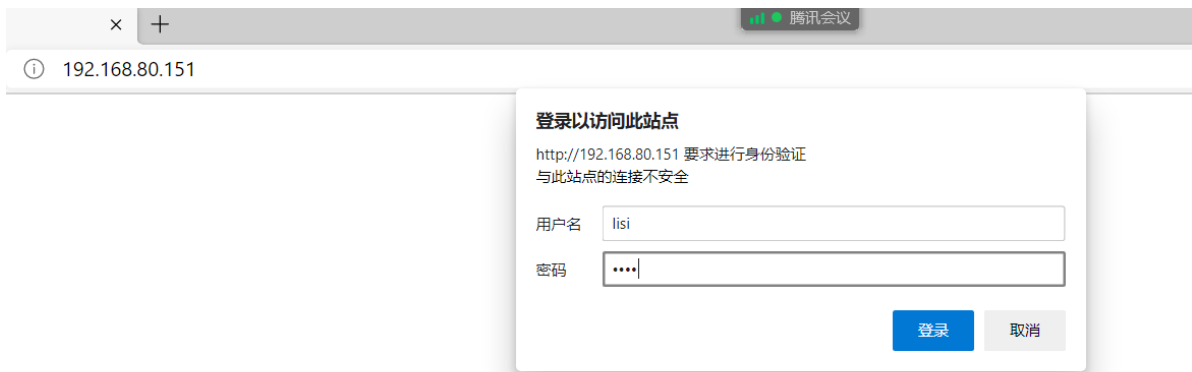 腾讯会议
192.168.80.151
登录以访问此站点
http://192.168.80.151 要求进行身份验证
与此站点的连接不安全
用户名 lisi
密码 ••••
登录 取消